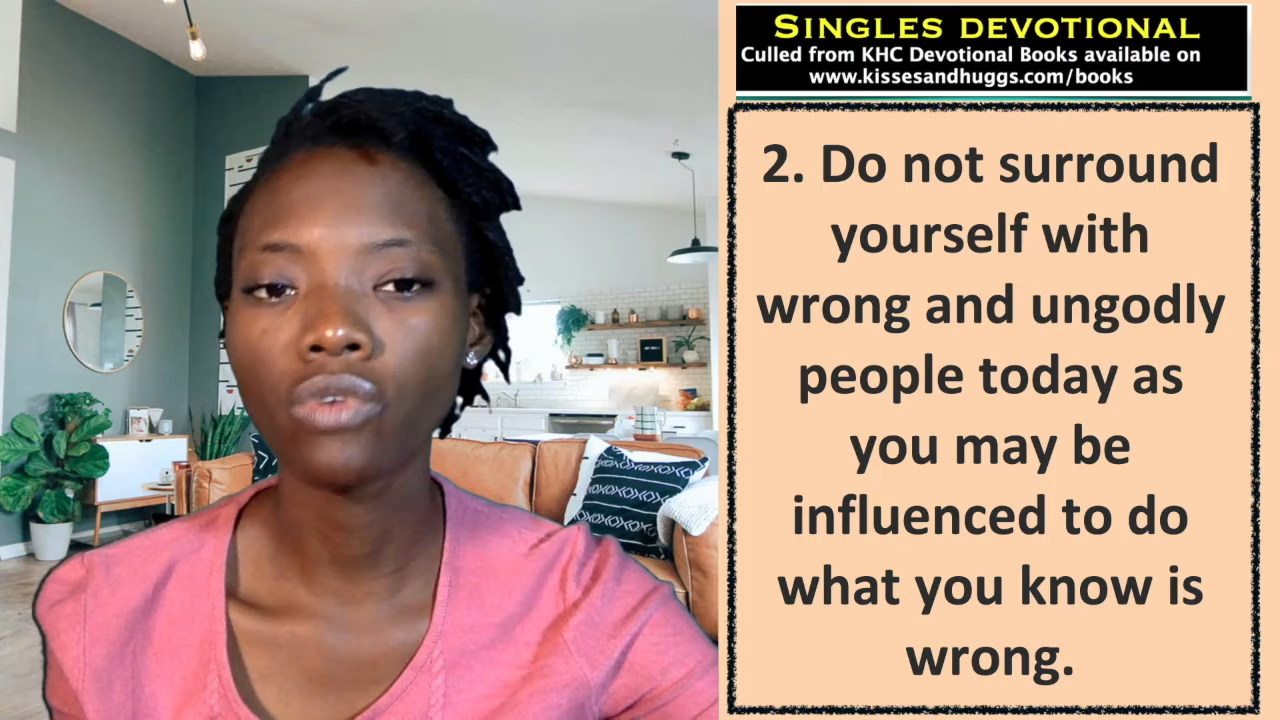 SINGLES DEVOTIONAL
Culled from KHC Devotional Books available on
www.kissesandhuggs.com/books
2. Do not surround
yourself with
wrong and ungodly
people today as
you may be
influenced to do
what you know is
wrong.